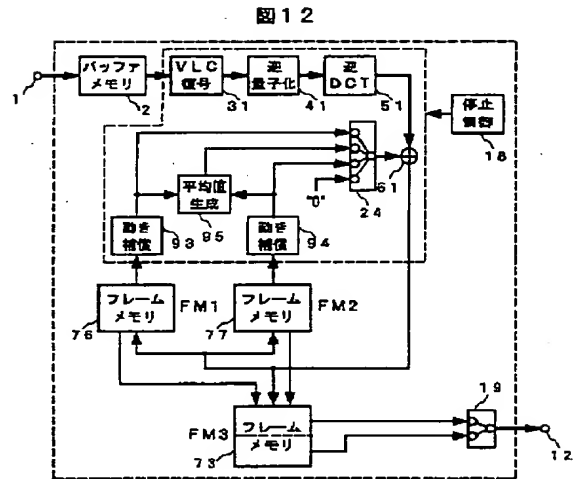 図12
1
バッファ
メモリ
2
VLC
復号
31
逆
量子化
41
逆
DCT
51
停止
制御
18
61
"0"
24
平均値
生成
95
動き
補償
93
動き
補償
94
フレーム
メモリ
76
FM1
フレーム
メモリ
77
FM2
FM3
フレーム
メモリ
73
19
12